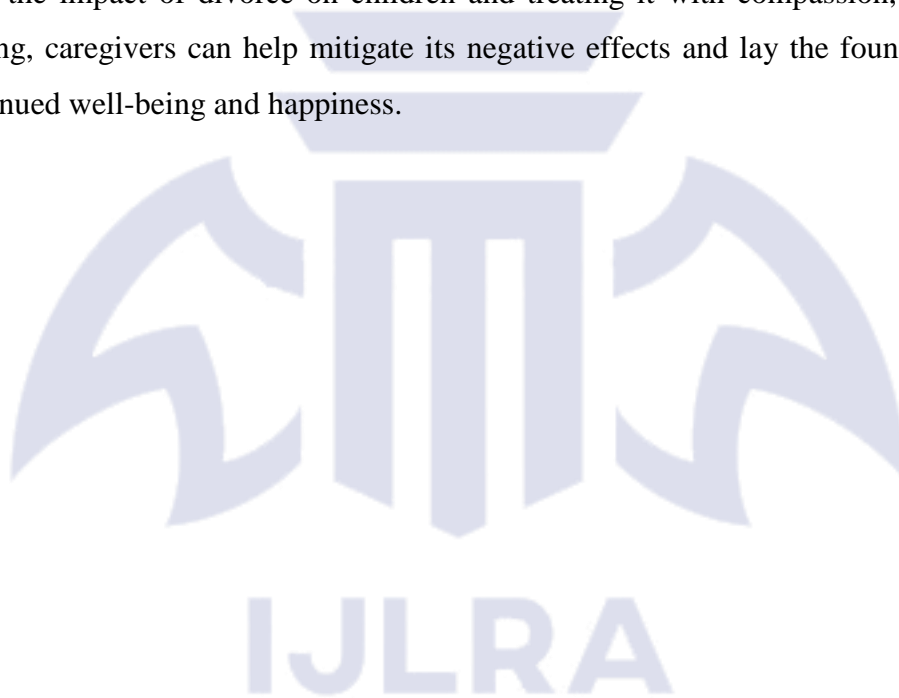 the impact of divorce on children and treating it with compassion,
ng, caregivers can help mitigate its negative effects and lay the foun
nued well-being and happiness.
IJLRA